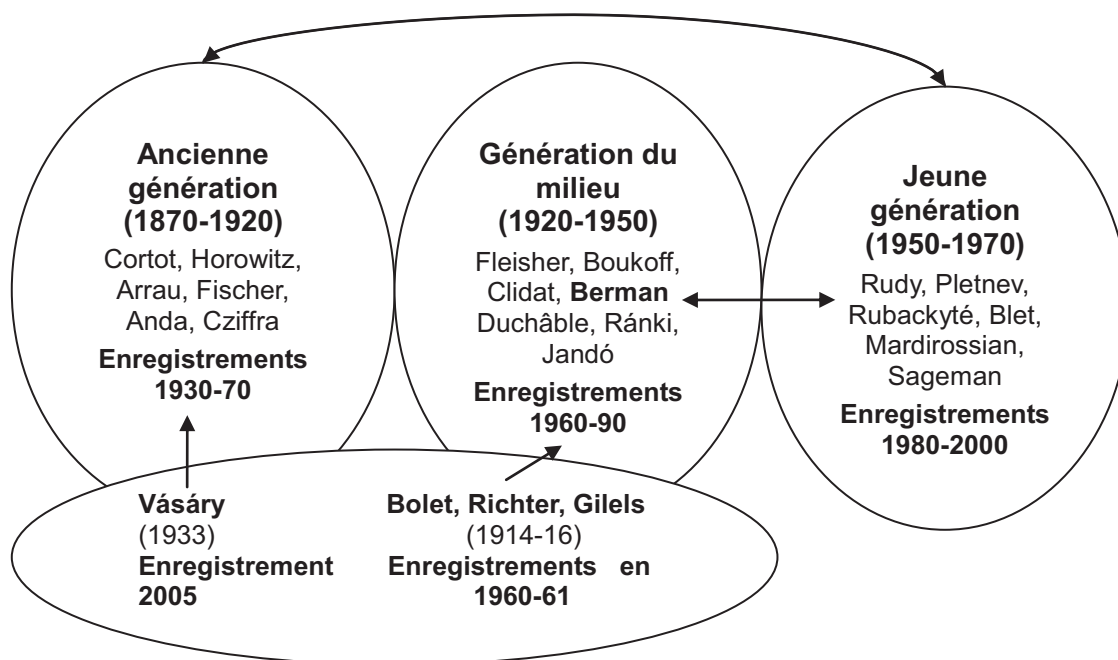 Ancienne
génération
(1870-1920)
Cortot, Horowitz,
Arrau, Fischer,
Anda, Cziffra
Enregistrements
1930-70
Génération du
milieu
(1920-1950)
Fleisher, Boukoff,
Clidat, Berman
Duchâble, Ránki,
Jandó
Enregistrements
1960-90
Jeune
génération
(1950-1970)
Rudy, Pletnev,
Rubackyté, Blet,
Mardirossian,
Sageman
Enregistrements
1980-2000
Vásáry
(1933)
Enregistrement
2005
Bolet, Richter, Gilels
(1914-16)
Enregistrements en
1960-61